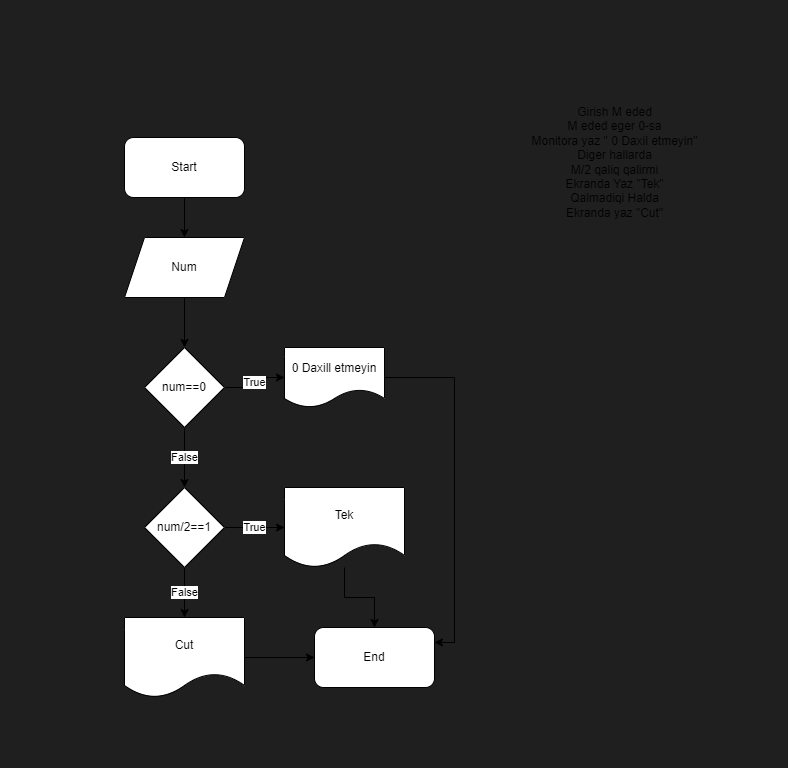 Girish M eded
M eded eger 0-sa
Monitora yaz " 0 Daxil etmeyin"
Diger hallarda
M/2 qaliq qalirmi
Ekranda Yaz "Tek"
Qalmadiqi Halda
Ekranda yaz "Cut"
Start
Num
num==0
True
0 Daxill etmeyin
False
num/2==1
True
Tek
False
Cut
End